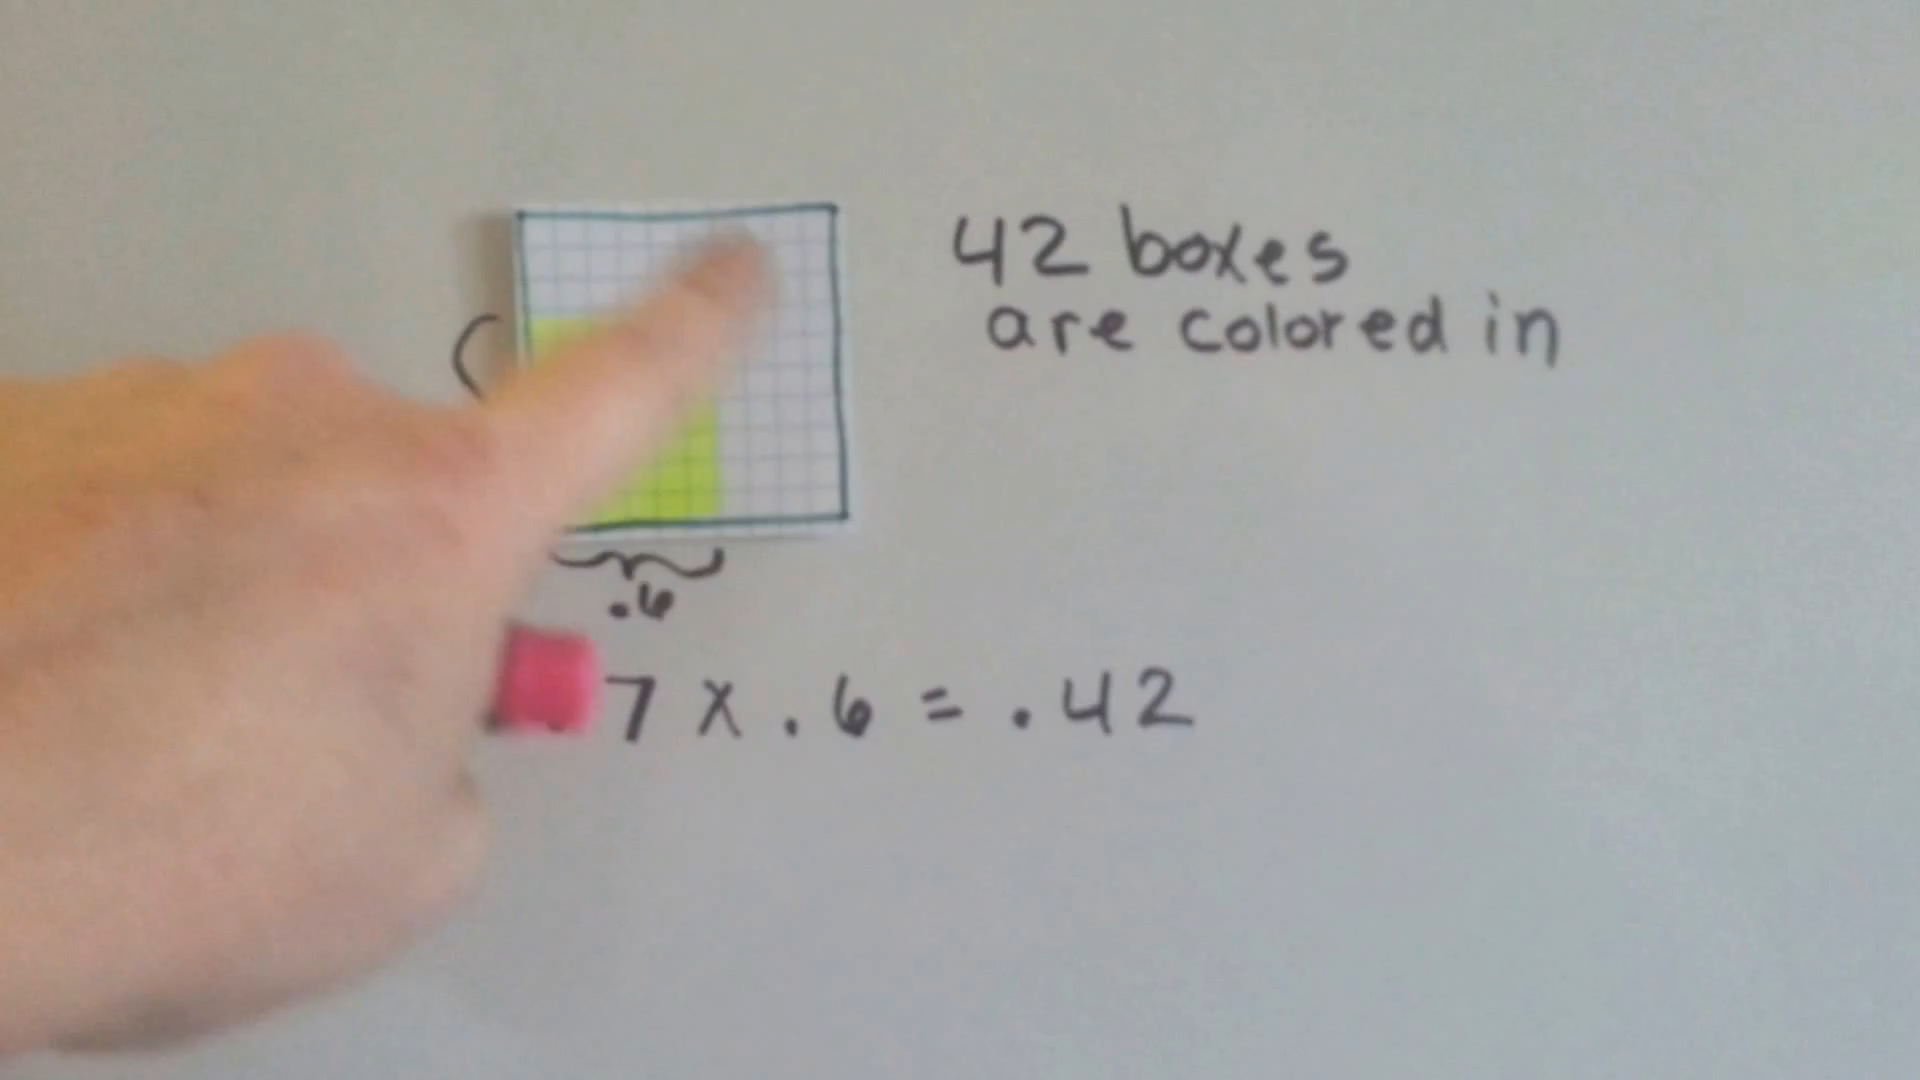 42 boxes
are colored in
.6
7 x .6 = .42